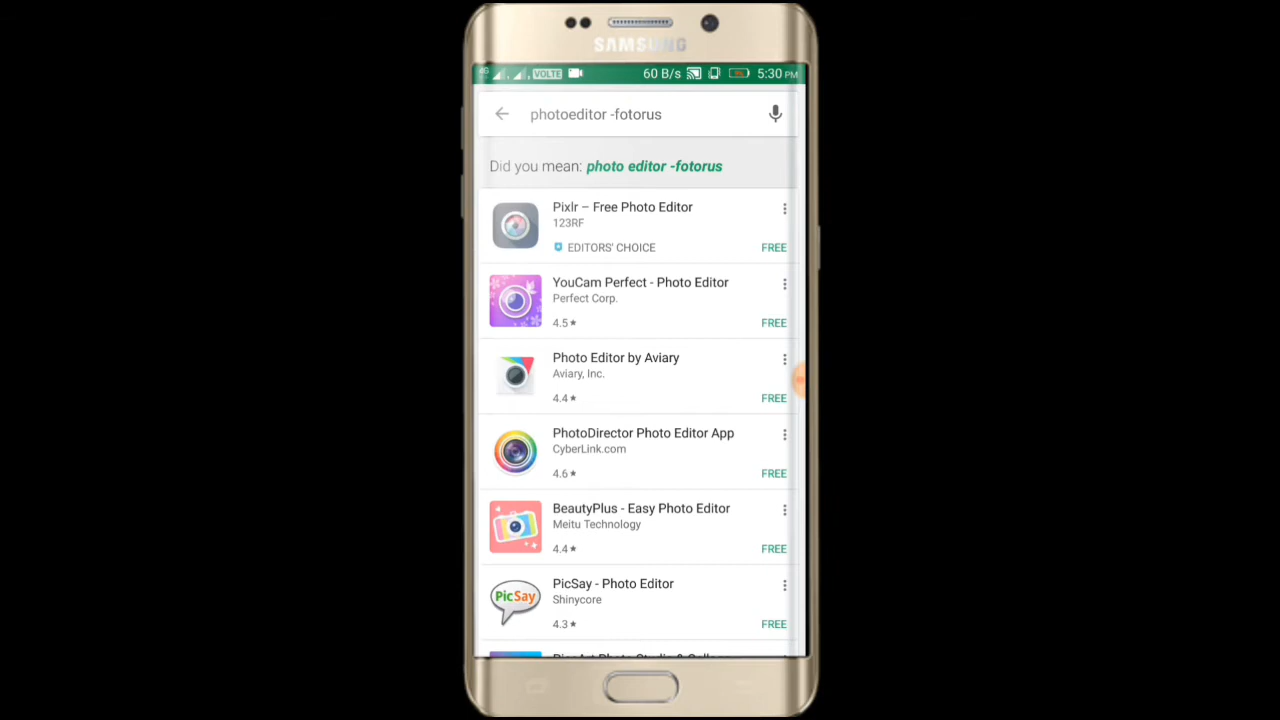 SAMSUNG
4G VOLTE 60 B/s 5:30 PM
photoeditor -fotorus
Did you mean: photo editor -fotorus
Pixlr – Free Photo Editor
123RF
EDITORS' CHOICE FREE
YouCam Perfect - Photo Editor
Perfect Corp.
4.5★ FREE
Photo Editor by Aviary
Aviary, Inc.
4.4★ FREE
PhotoDirector Photo Editor App
CyberLink.com
4.6★ FREE
BeautyPlus - Easy Photo Editor
Meitu Technology
4.4★ FREE
PicSay
PicSay - Photo Editor
Shinycore
4.3★ FREE